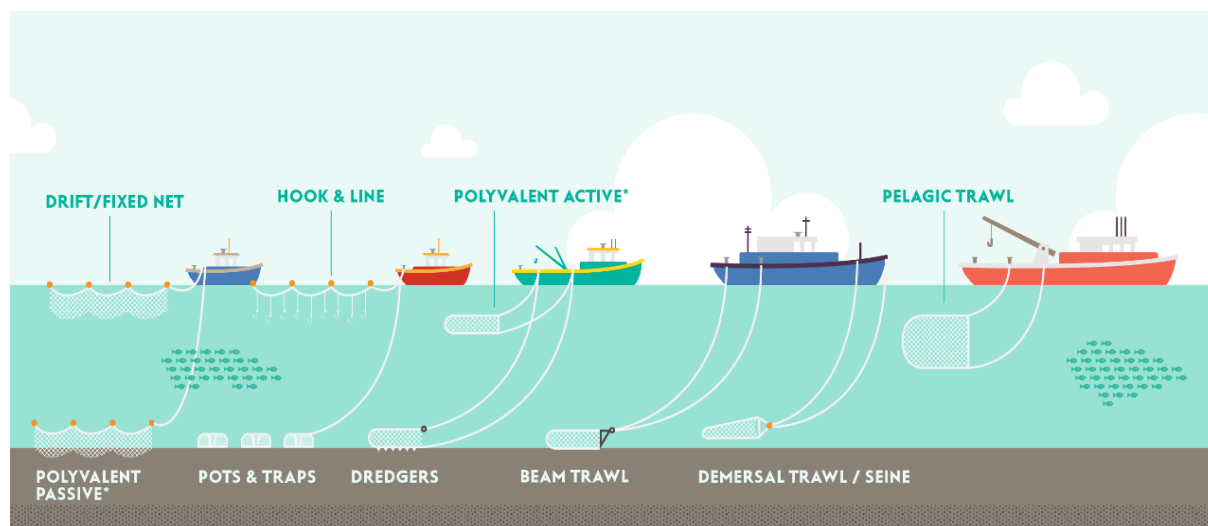 DRIFT/FIXED NET
HOOK & LINE
POLYVALENT ACTIVE*
PELAGIC TRAWL
POLYVALENT
PASSIVE*
POTS & TRAPS
DREDGERS
BEAM TRAWL
DEMERSAL TRAWL / SEINE